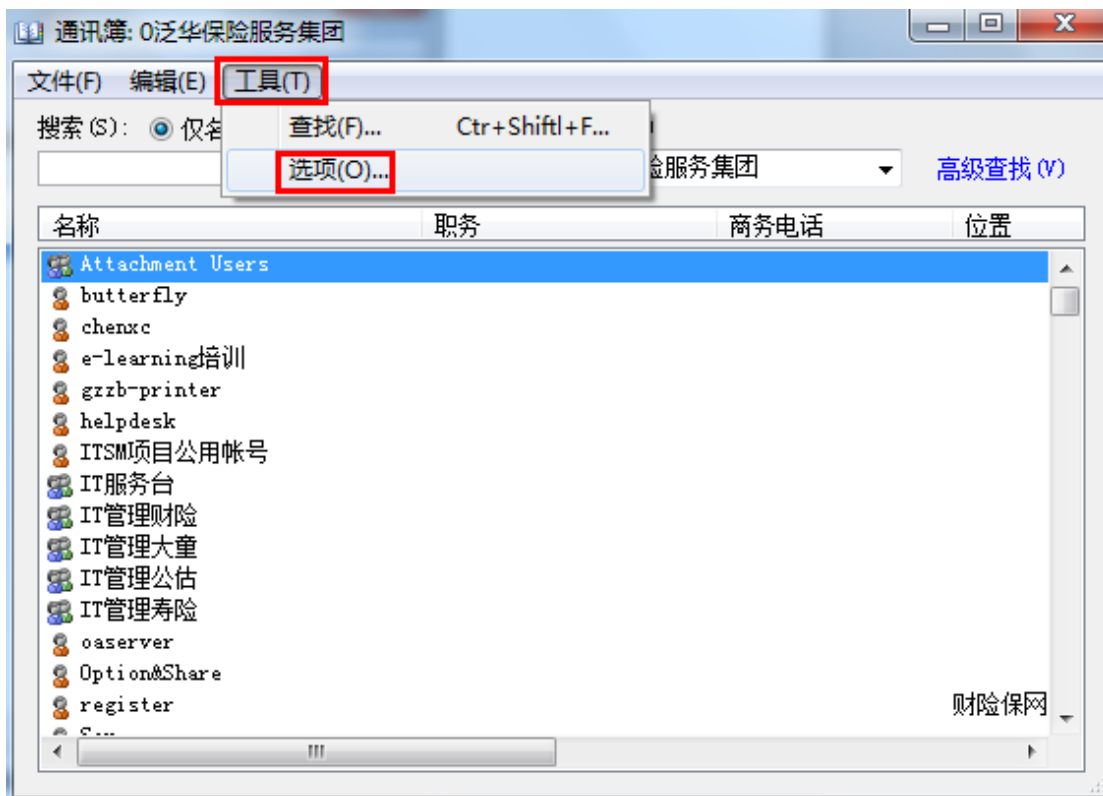 通讯簿: 0泛华保险服务集团
文件(F) 编辑(E) 工具(T)
搜索(S): 仅名
查找(F)... Ctr+Shiftl+F...
选项(O)...
险服务集团 高级查找(V)
名称 职务 商务电话 位置
Attachment Users
butterfly
chenxc
e-learning培训
gzzb-printer
helpdesk
ITSM项目公用帐号
IT服务台
IT管理财险
IT管理大童
IT管理公估
IT管理寿险
oaserver
Option&Share
register 财险保网